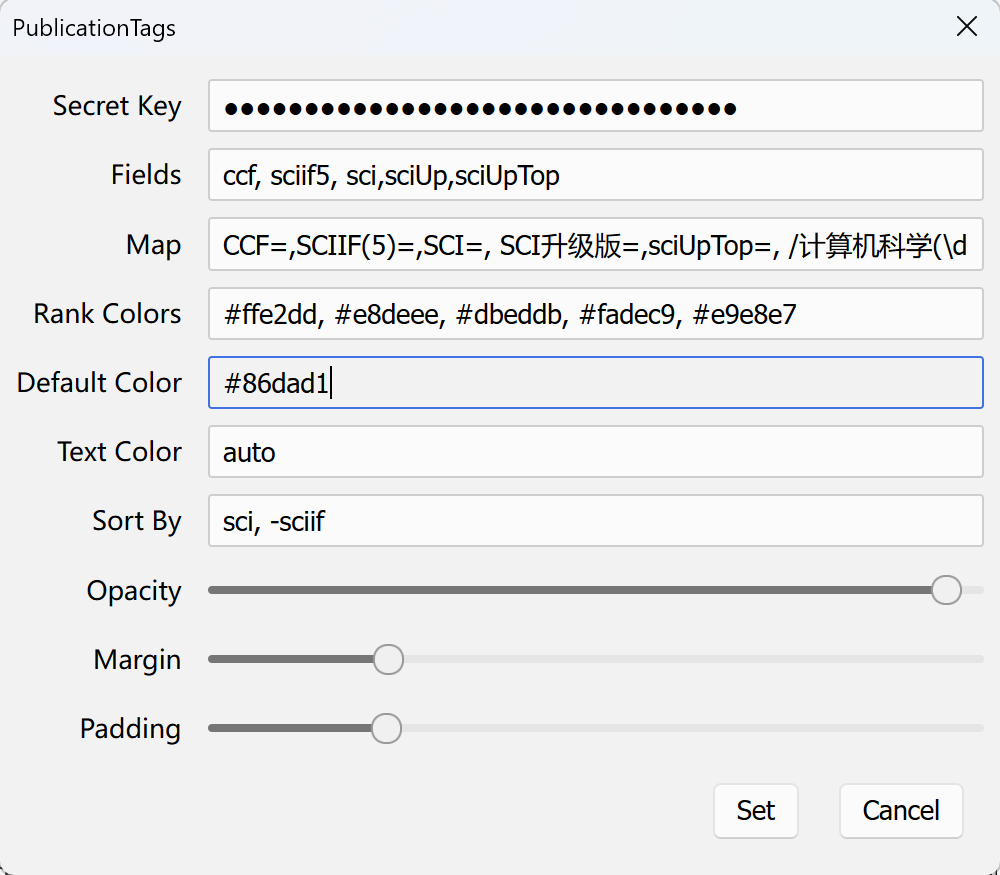 PublicationTags
Secret Key ●●●●●●●●●●●●●●●●●●●●●●●●●●●●●●●●
Fields ccf, sciif5, sci,sciUp,sciUpTop
Map CCF=,SCIIF(5)=,SCI=, SCI升级版=,sciUpTop=, /计算机科学(\d
Rank Colors #ffe2dd, #e8deee, #dbeddb, #fadec9, #e9e8e7
Default Color #86dad1
Text Color auto
Sort By sci, -sciif
Opacity
Margin
Padding
Set Cancel